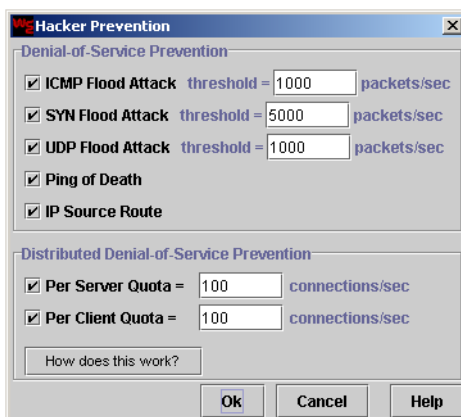 WG Hacker Prevention
Denial-of-Service Prevention
ICMP Flood Attack threshold = 1000 packets/sec
SYN Flood Attack threshold = 5000 packets/sec
UDP Flood Attack threshold = 1000 packets/sec
Ping of Death
IP Source Route
Distributed Denial-of-Service Prevention
Per Server Quota = 100 connections/sec
Per Client Quota = 100 connections/sec
How does this work?
Ok Cancel Help